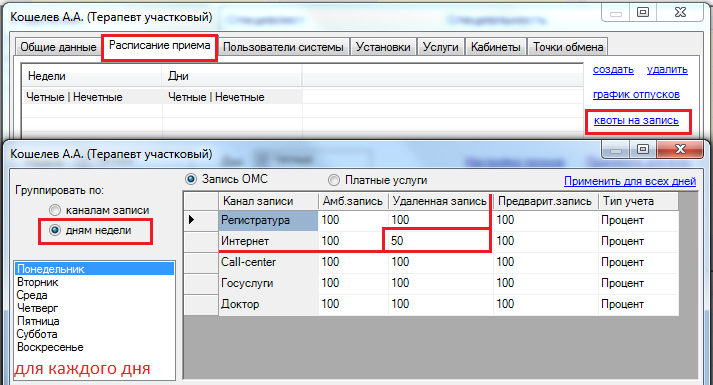 Кошелев А.А. (Терапевт участковый)
Общие данные Расписание приема Пользователи системы Установки Услуги Кабинеты Точки обмена
Недели Дни
Четные | Нечетные Четные | Нечетные
создать удалить
график отпусков
квоты на запись
Кошелев А.А. (Терапевт участковый)
Группировать по:
каналам записи
дням недели
Понедельник
Вторник
Среда
Четверг
Пятница
Суббота
Воскресенье
для каждого дня
Запись ОМС Платные услуги Применить для всех дней
Канал записи Амб.запись Удаленная запись Предварит.запись Тип учета
Регистратура 100 100 100 Процент
Интернет 100 50 100 Процент
Call-center 100 100 100 Процент
Госуслуги 100 100 100 Процент
Доктор 100 100 100 Процент